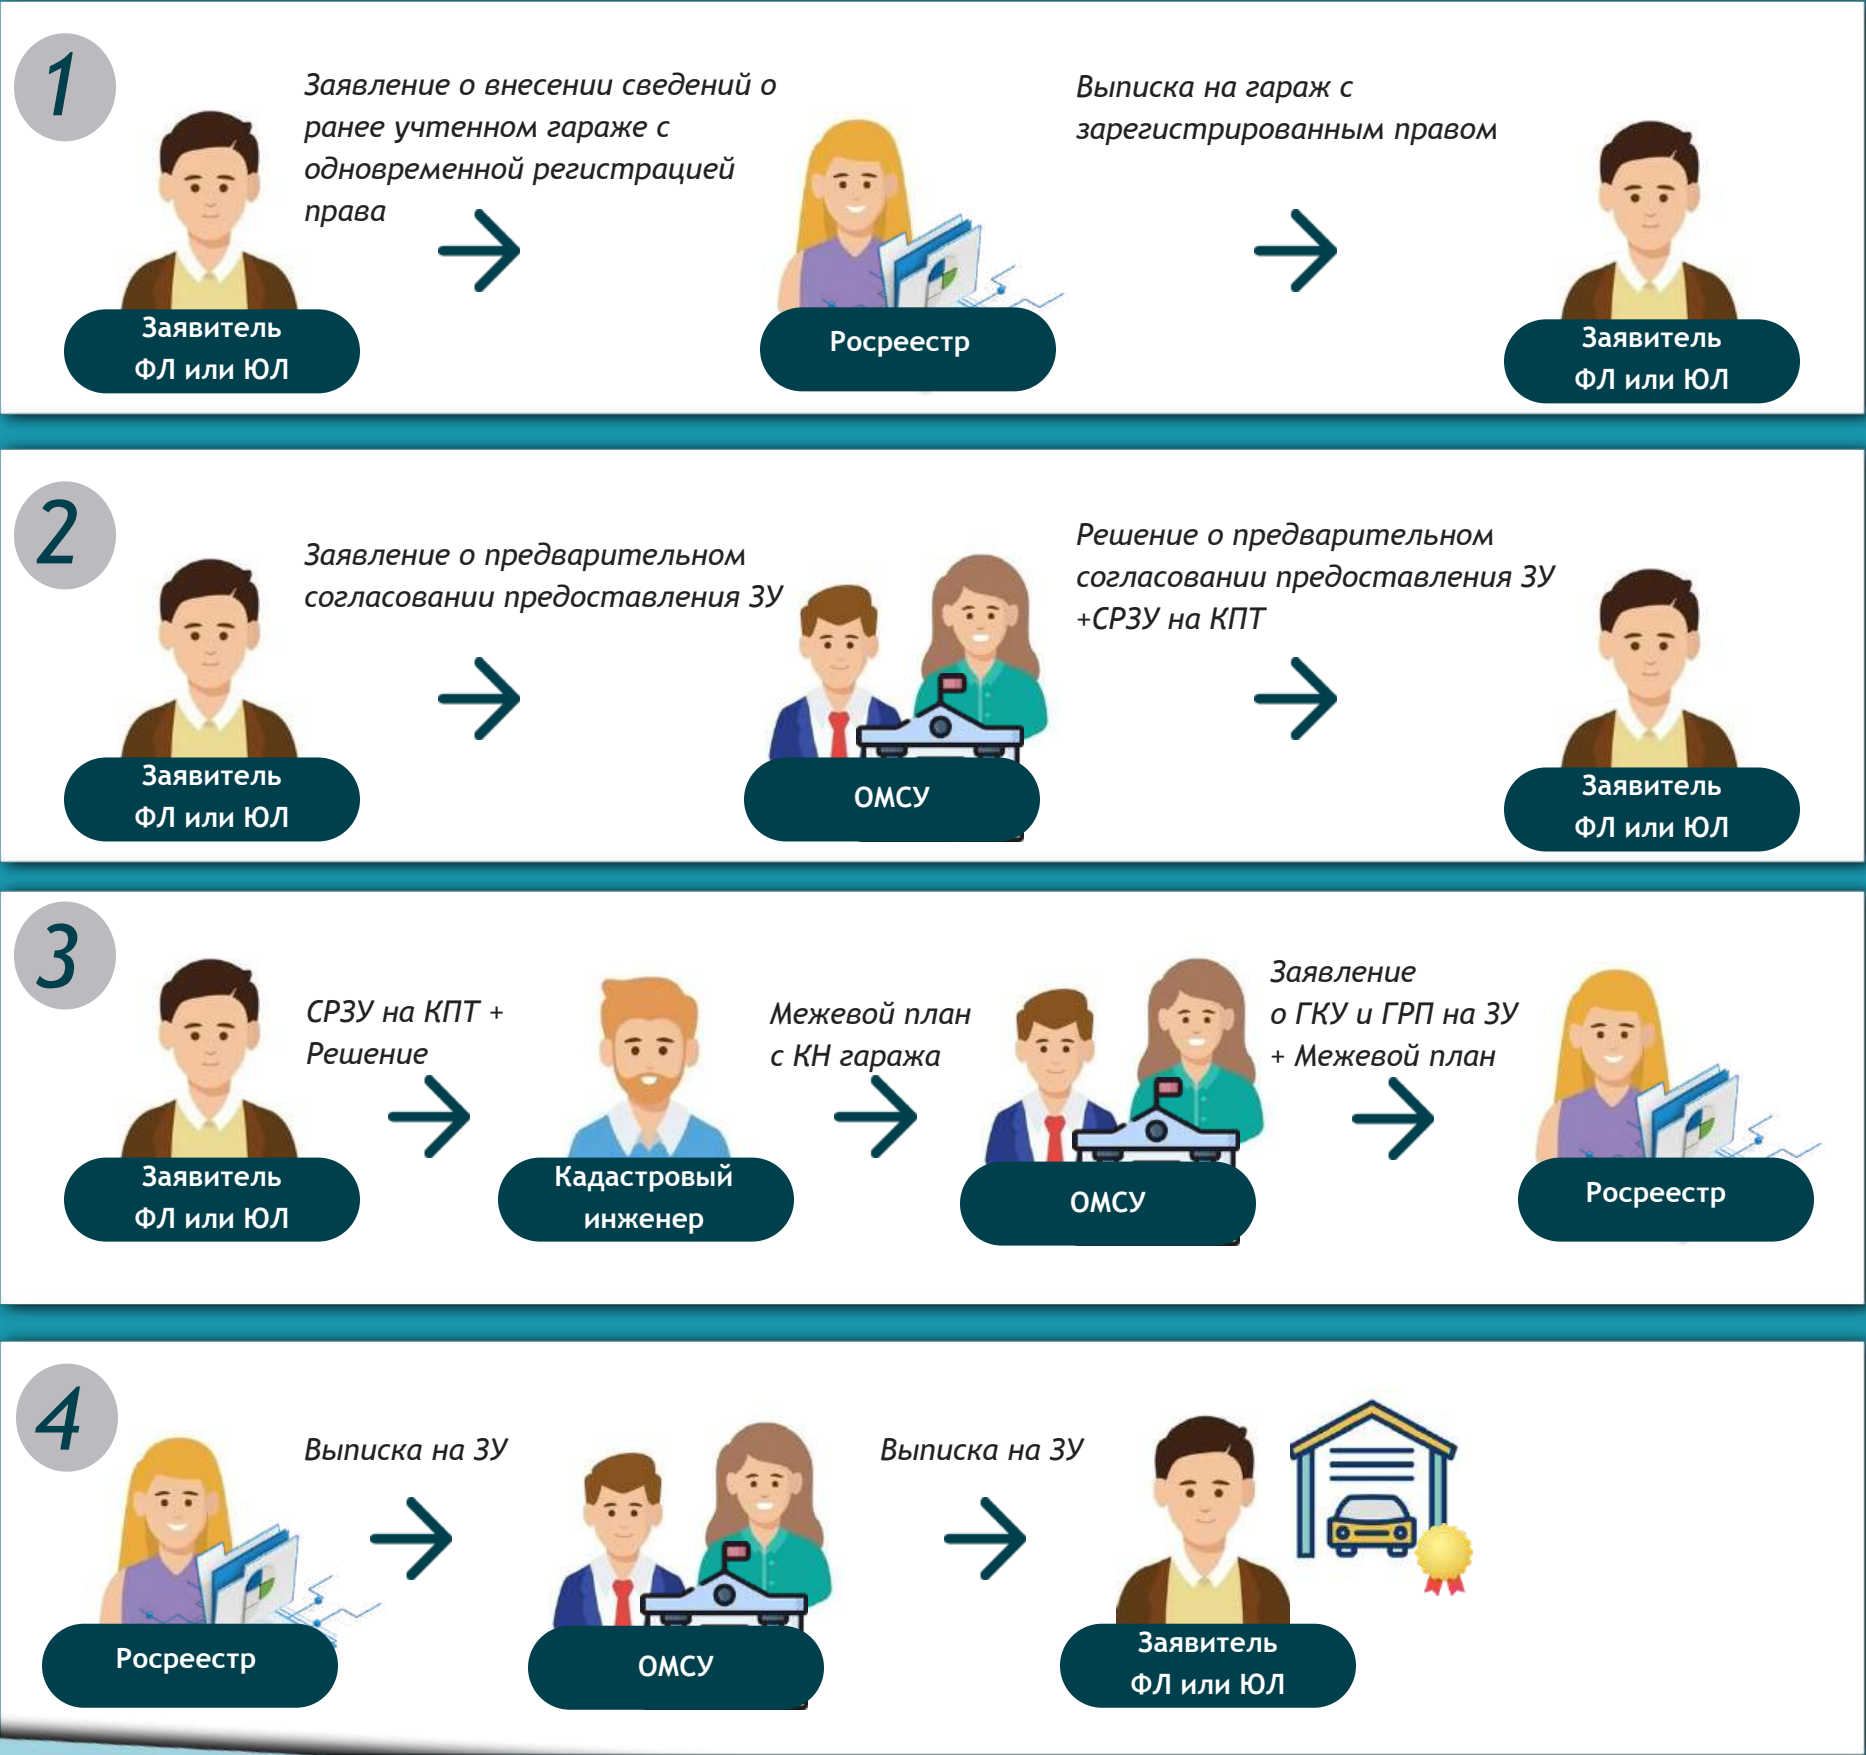 1
Заявление о внесении сведений о
ранее учтенном гараже с
одновременной регистрацией
права
Выписка на гараж с
зарегистрированным правом
Заявитель
ФЛ или ЮЛ
Росреестр
Заявитель
ФЛ или ЮЛ
2
Заявление о предварительном
согласовании предоставления ЗУ
Решение о предварительном
согласовании предоставления ЗУ
+СРЗУ на КПТ
Заявитель
ФЛ или ЮЛ
ОМСУ
Заявитель
ФЛ или ЮЛ
3
СРЗУ на КПТ +
Решение
Межевой план
с КН гаража
Заявление
о ГКУ и ГРП на ЗУ
+ Межевой план
Заявитель
ФЛ или ЮЛ
Кадастровый
инженер
ОМСУ
Росреестр
4
Выписка на ЗУ
Выписка на ЗУ
Росреестр
ОМСУ
Заявитель
ФЛ или ЮЛ